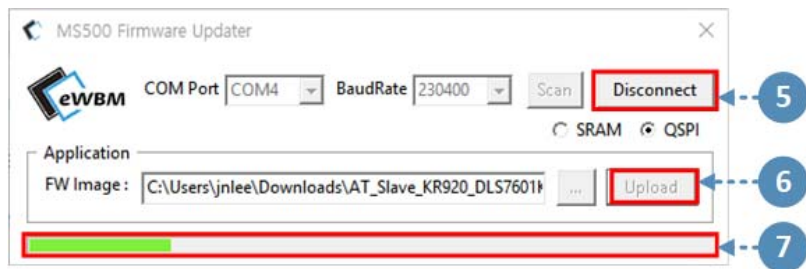 MS500 Firmware Updater
eWBM COM Port COM4 BaudRate 230400 Scan Disconnect 5
SRAM QSPI
Application
FW Image : C:\Users\jnlee\Downloads\AT_Slave_KR920_DLS7601 ... Upload 6
7